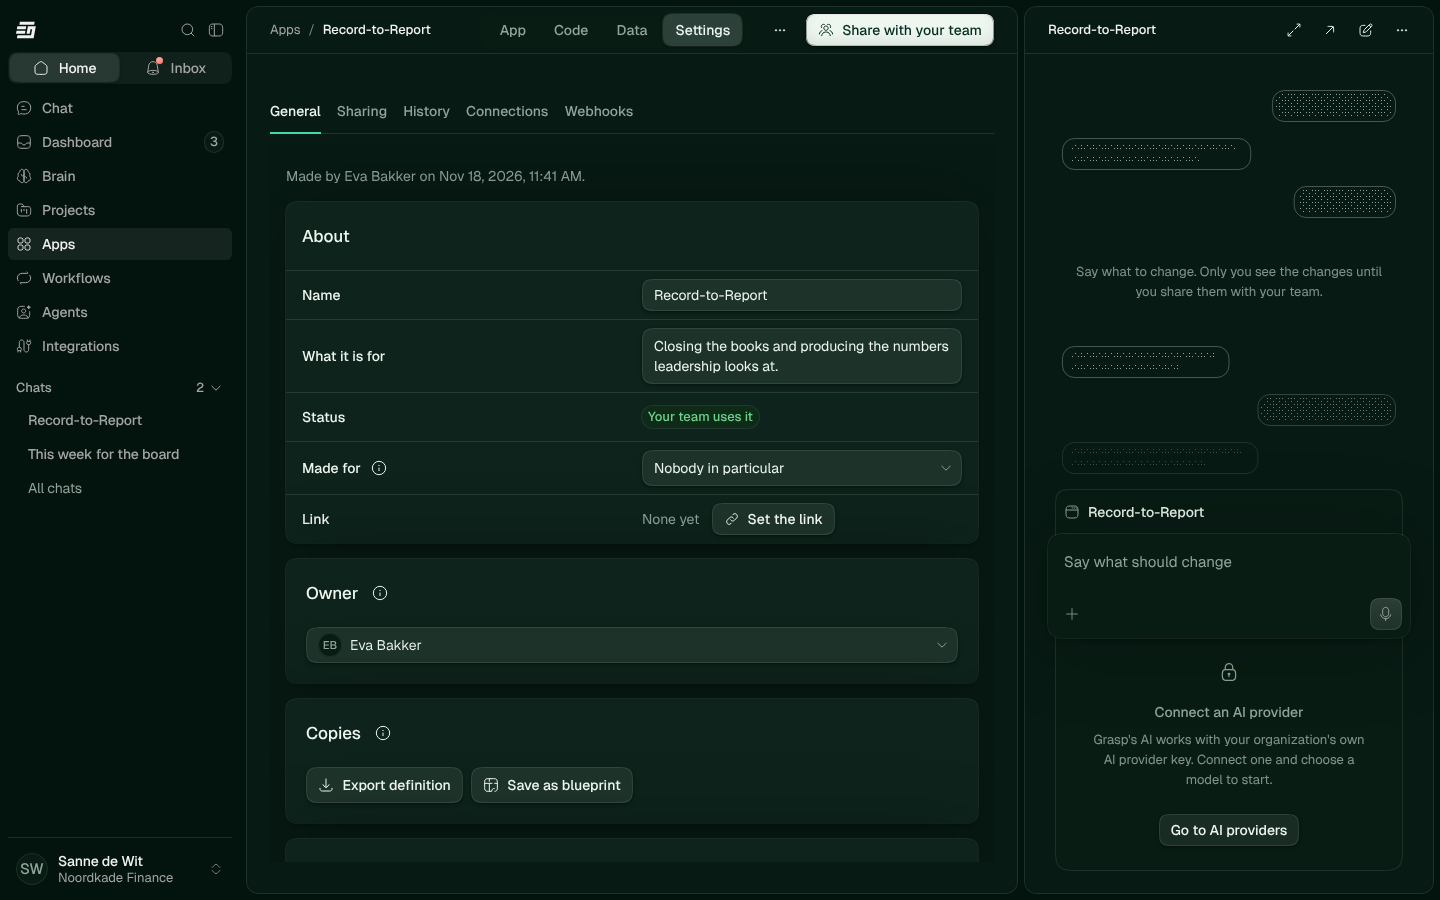 Home
Inbox
Chat
Dashboard
3
Brain
Projects
Apps
Workflows
Agents
Integrations
Chats
2
Record-to-Report
This week for the board
All chats
SW
Sanne de Wit
Noordkade Finance
Apps / Record-to-Report
App
Code
Data
Settings
Share with your team
General
Sharing
History
Connections
Webhooks
Made by Eva Bakker on Nov 18, 2026, 11:41 AM.
About
Name
Record-to-Report
What it is for
Closing the books and producing the numbers
leadership looks at.
Status
Your team uses it
Made for
Nobody in particular
Link
None yet
Set the link
Owner
EB
Eva Bakker
Copies
Export definition
Save as blueprint
Record-to-Report
Say what to change. Only you see the changes until
you share them with your team.
Record-to-Report
Say what should change
Connect an AI provider
Grasp's AI works with your organization's own
AI provider key. Connect one and choose a
model to start.
Go to AI providers